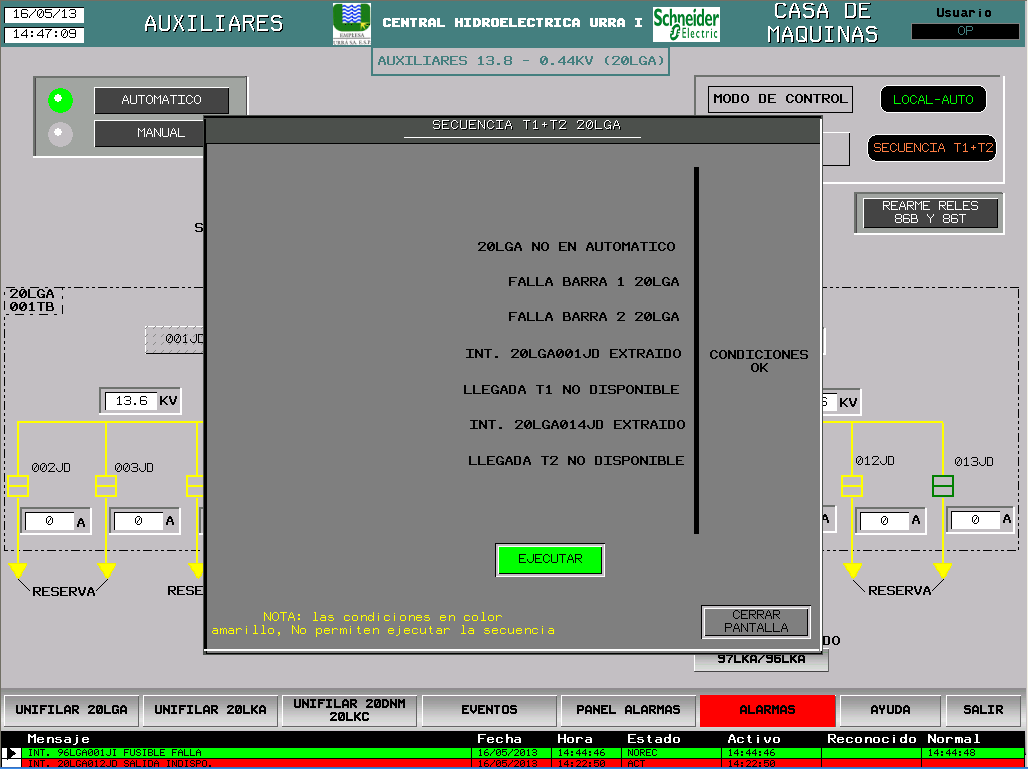 16/05/13
14:47:09
AUXILIARES
EMPRESA
URRÁ S.A. E.S.P.
CENTRAL HIDROELECTRICA URRA I
Schneider
Electric
CASA DE
MAQUINAS
Usuario
OP
AUXILIARES 13.8 - 0.44KV (20LGA)
AUTOMATICO
MANUAL
MODO DE CONTROL
LOCAL-AUTO
SECUENCIA T1+T2
REARME RELES
86B Y 86T
SECUENCIA T1+T2 20LGA
20LGA NO EN AUTOMATICO
FALLA BARRA 1 20LGA
FALLA BARRA 2 20LGA
INT. 20LGA001JD EXTRAIDO
LLEGADA T1 NO DISPONIBLE
INT. 20LGA014JD EXTRAIDO
LLEGADA T2 NO DISPONIBLE
CONDICIONES
OK
EJECUTAR
NOTA: las condiciones en color
amarillo, No permiten ejecutar la secuencia
CERRAR
PANTALLA
S
20LGA
001TB
001JD
13.6 KV
KV
002JD
003JD
012JD
013JD
0 A
0 A
A
0 A
0 A
RESERVA
RESE
RESERVA
DO
97LKA/96LKA
UNIFILAR 20LGA
UNIFILAR 20LKA
UNIFILAR 20DNM
20LKC
EVENTOS
PANEL ALARMAS
ALARMAS
AYUDA
SALIR
Mensaje Fecha Hora Estado Activo Reconocido Normal
INT. 96LGA001JI FUSIBLE FALLA 16/05/2013 14:44:46 NOREC 14:44:46 14:44:48
INT. 20LGA012JD SALIDA INDISPO. 16/05/2013 14:22:50 ACT 14:22:50